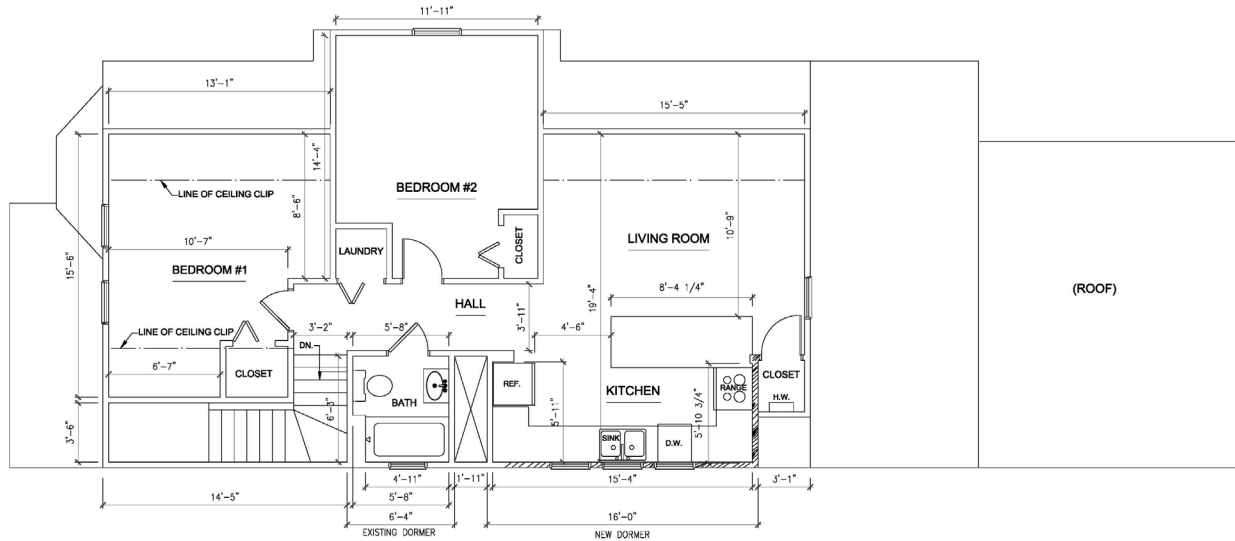 11'-11"
13'-1"
15'-5"
14'-4"
LINE OF CEILING CLIP
8'-6"
BEDROOM #2
10'-9"
10'-7"
LAUNDRY
CLOSET
LIVING ROOM
15'-6"
BEDROOM #1
8'-4 1/4"
(ROOF)
HALL
19'-4"
LINE OF CEILING CLIP
3'-2"
5'-8"
3'-11"
4'-6"
DN.
6'-7"
CLOSET
REF.
CLOSET
BATH
KITCHEN
RANGE
H.W.
3'-6"
6'-3"
5'-11"
SINK
D.W.
5'-10 3/4"
4'-11"
1'-11"
15'-4"
3'-1"
14'-5"
5'-8"
6'-4"
16'-0"
EXISTING DORMER
NEW DORMER